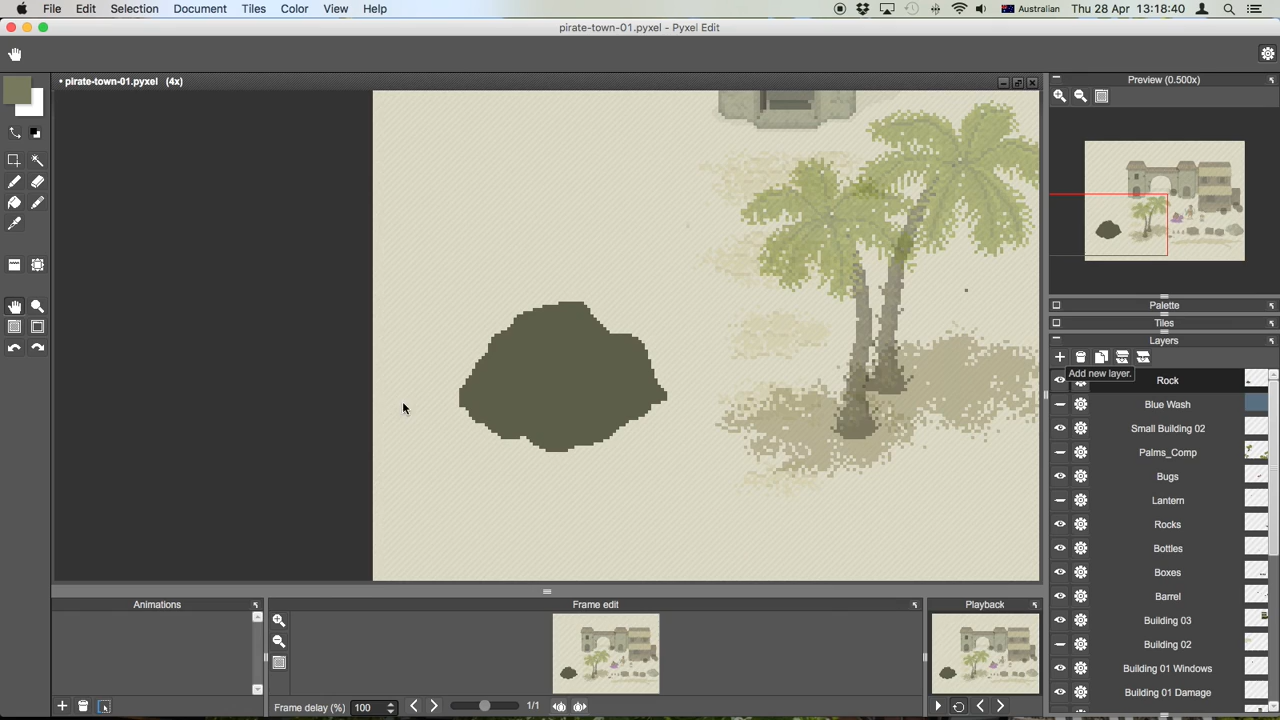 File Edit Selection Document Tiles Color View Help Australian Thu 28 Apr 13:18:40
pirate-town-01.pyxel - Pyxel Edit
• pirate-town-01.pyxel (4x)
Preview (0.500x)
Palette
Tiles
Layers
Add new layer.
Rock
Blue Wash
Small Building 02
Palms_Comp
Bugs
Lantern
Rocks
Bottles
Boxes
Barrel
Building 03
Building 02
Building 01 Windows
Building 01 Damage
Animations
Frame edit
Playback
Frame delay (%) 100
1/1